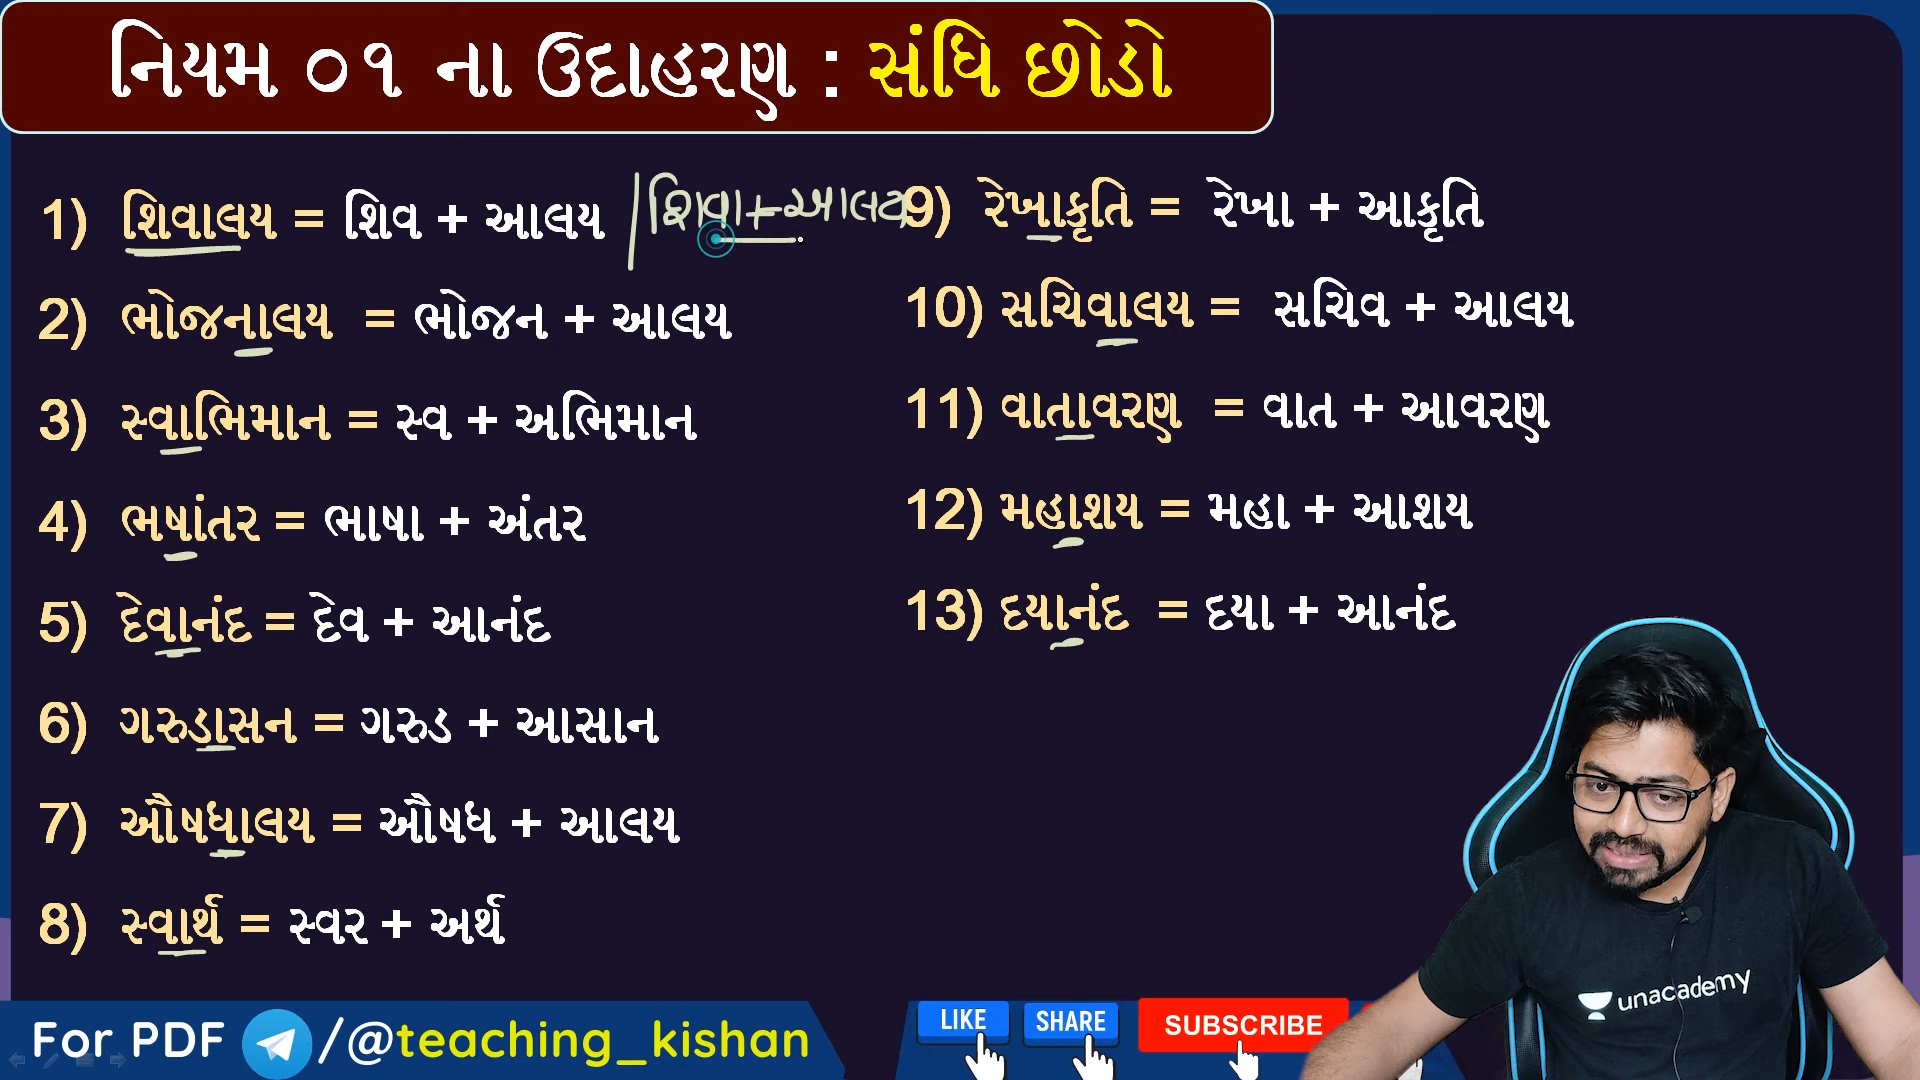 નિયમ ૦૧ ના ઉદાહરણ : સંધિ છોડો
1) શિવાલય = શિવ + આલય
શિવા + આલય
2) ભોજનાલય = ભોજન + આલય
3) સ્વાભિમાન = સ્વ + અભિમાન
4) ભષાંતર = ભાષા + અંતર
5) દેવાનંદ = દેવ + આનંદ
6) ગરુડાસન = ગરુડ + આસાન
7) ઔષધાલય = ઔષધ + આલય
8) સ્વાર્થ = સ્વર + અર્થ
9) રેખાકૃતિ = રેખા + આકૃતિ
10) સચિવાલય = સચિવ + આલય
11) વાતાવરણ = વાત + આવરણ
12) મહાશય = મહા + આશય
13) દયાનંદ = દયા + આનંદ
unacademy
For PDF /@teaching_kishan
LIKE SHARE SUBSCRIBE